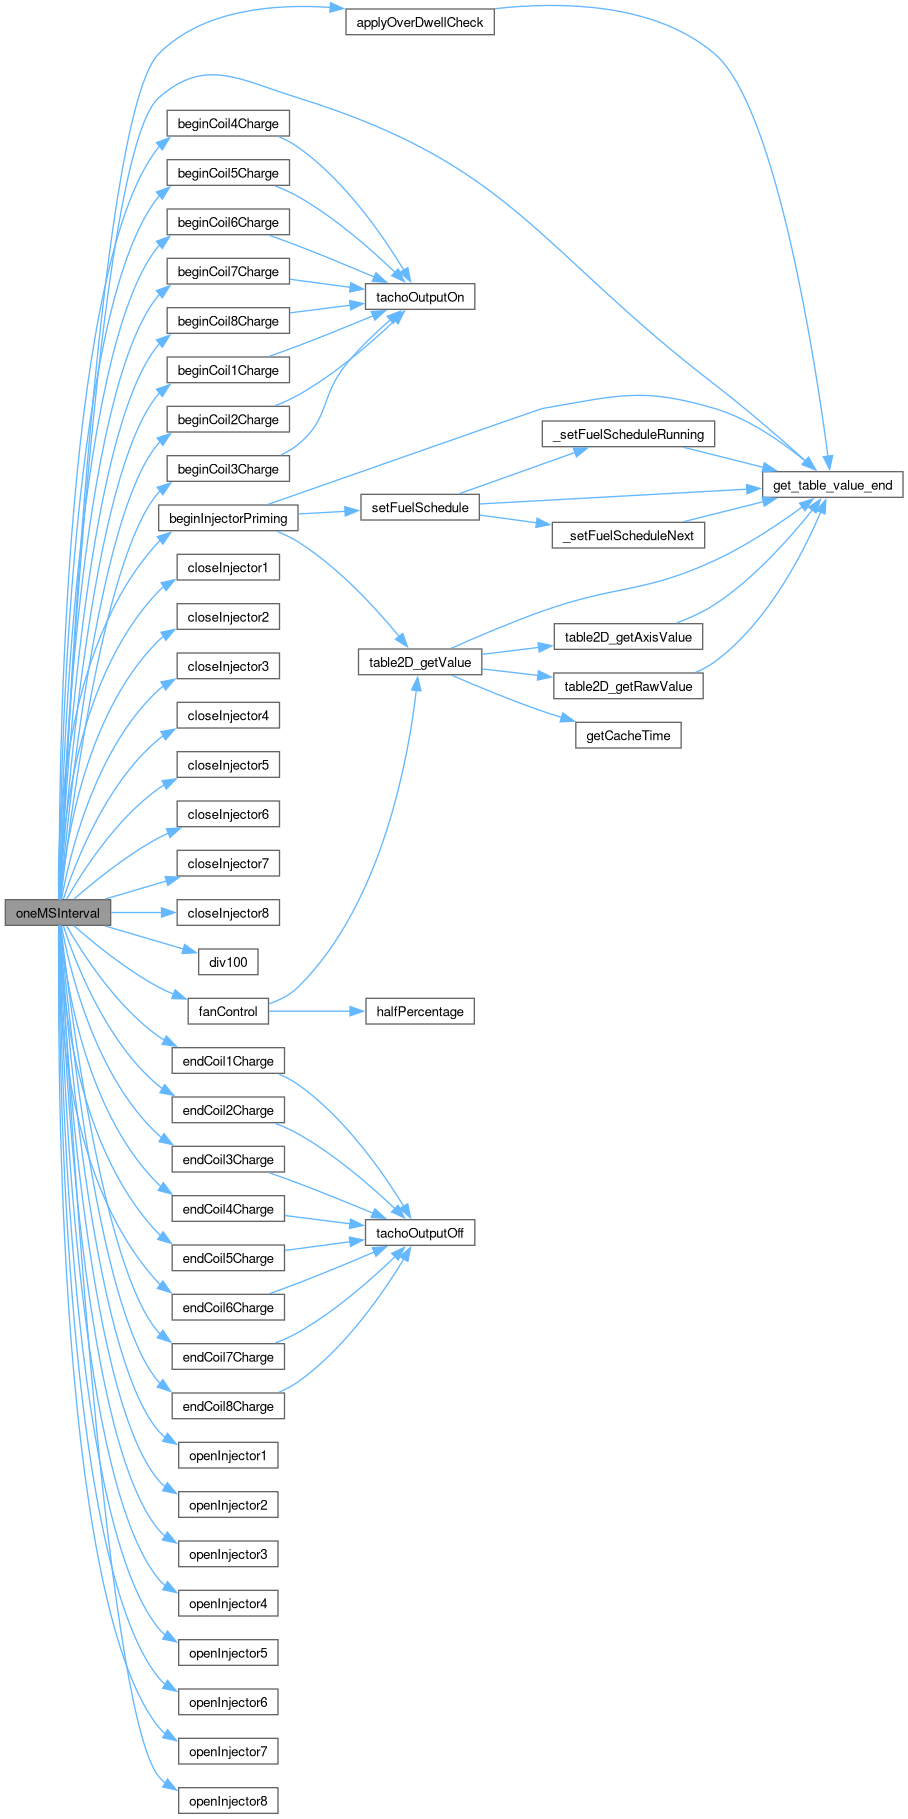 applyOverDwellCheck
beginCoil4Charge
beginCoil5Charge
beginCoil6Charge
beginCoil7Charge
tachoOutputOn
beginCoil8Charge
beginCoil1Charge
beginCoil2Charge
_setFuelScheduleRunning
beginCoil3Charge
get_table_value_end
setFuelSchedule
beginInjectorPriming
_setFuelScheduleNext
closeInjector1
closeInjector2
table2D_getAxisValue
closeInjector3
table2D_getValue
table2D_getRawValue
closeInjector4
getCacheTime
closeInjector5
closeInjector6
closeInjector7
oneMSInterval
closeInjector8
div100
fanControl
halfPercentage
endCoil1Charge
endCoil2Charge
endCoil3Charge
endCoil4Charge
tachoOutputOff
endCoil5Charge
endCoil6Charge
endCoil7Charge
endCoil8Charge
openInjector1
openInjector2
openInjector3
openInjector4
openInjector5
openInjector6
openInjector7
openInjector8